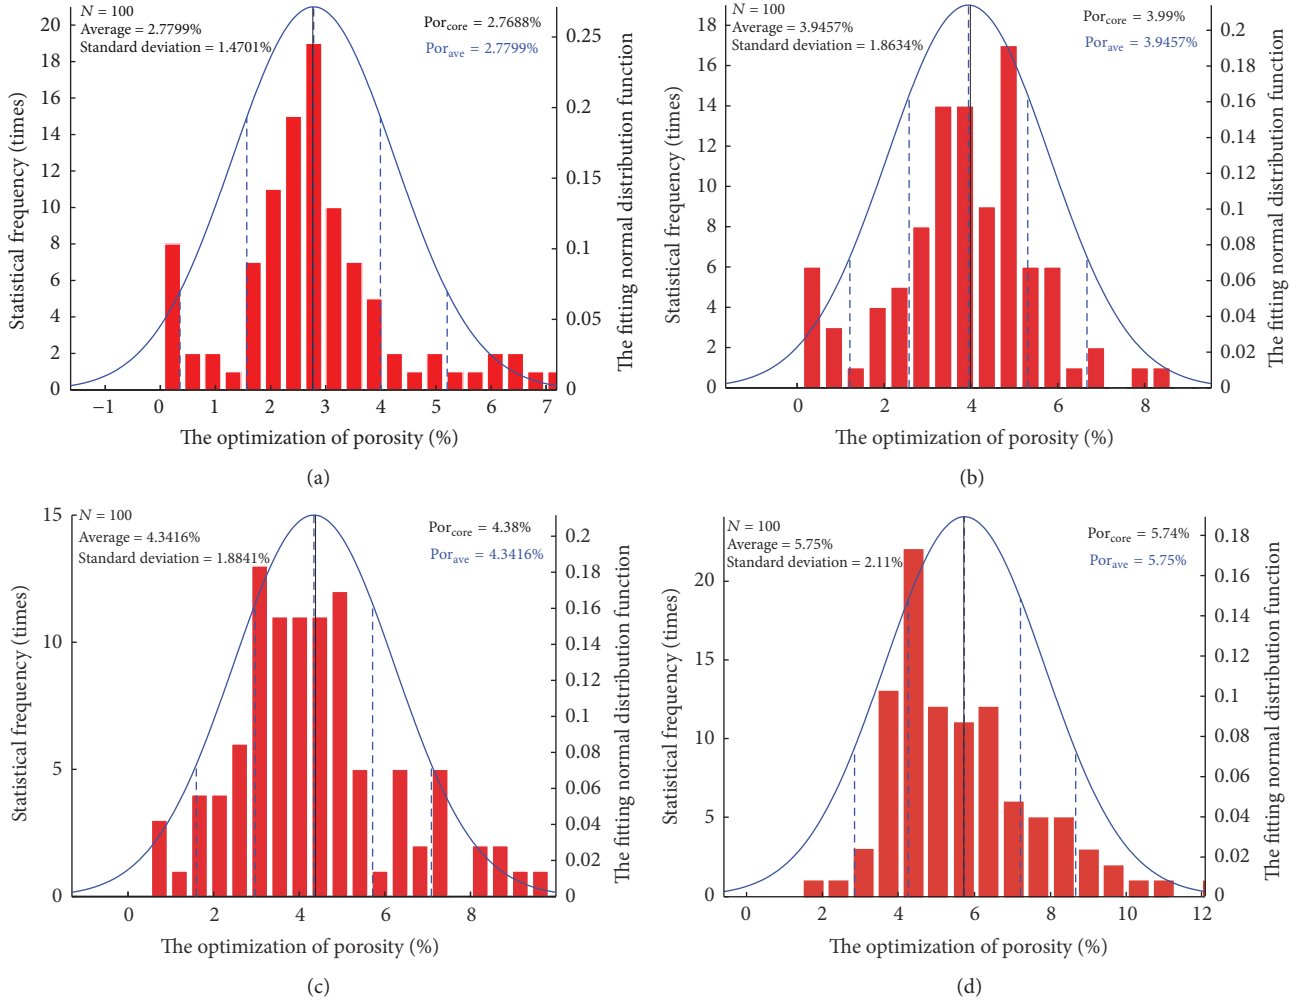 N = 100
Average = 2.7799%
Standard deviation = 1.4701%
Por_core = 2.7688%
Por_ave = 2.7799%
Statistical frequency (times)
20
18
16
14
12
10
8
6
4
2
0
The fitting normal distribution function
0.25
0.2
0.15
0.1
0.05
0
−1 0 1 2 3 4 5 6 7
The optimization of porosity (%)
(a)
N = 100
Average = 3.9457%
Standard deviation = 1.8634%
Por_core = 3.99%
Por_ave = 3.9457%
Statistical frequency (times)
18
16
14
12
10
8
6
4
2
0
The fitting normal distribution function
0.2
0.18
0.16
0.14
0.12
0.1
0.08
0.06
0.04
0.02
0
0 2 4 6 8
The optimization of porosity (%)
(b)
N = 100
Average = 4.3416%
Standard deviation = 1.8841%
Por_core = 4.38%
Por_ave = 4.3416%
Statistical frequency (times)
15
10
5
0
The fitting normal distribution function
0.2
0.18
0.16
0.14
0.12
0.1
0.08
0.06
0.04
0.02
0
0 2 4 6 8
The optimization of porosity (%)
(c)
N = 100
Average = 5.75%
Standard deviation = 2.11%
Por_core = 5.74%
Por_ave = 5.75%
Statistical frequency (times)
20
15
10
5
0
The fitting normal distribution function
0.18
0.16
0.14
0.12
0.1
0.08
0.06
0.04
0.02
0
0 2 4 6 8 10 12
The optimization of porosity (%)
(d)